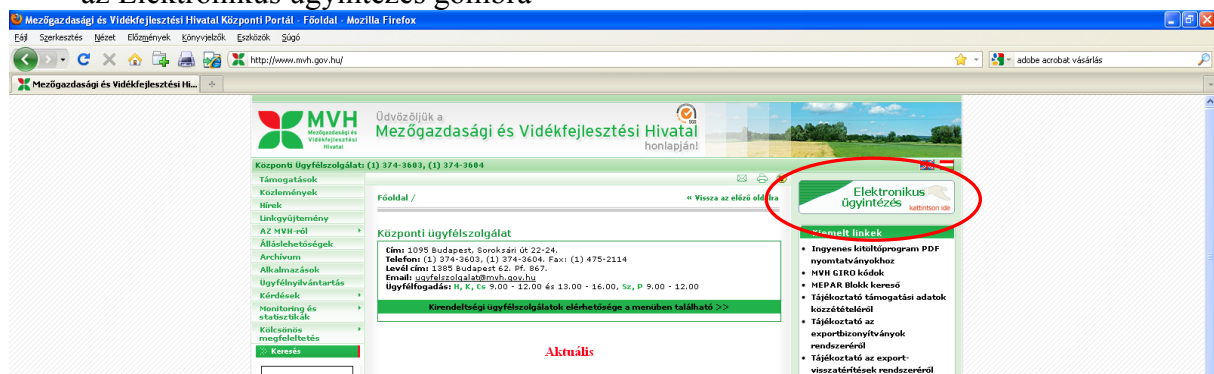 az Elektronikus ügyintézés gombra
Mezőgazdasági és Vidékfejlesztési Hivatal Központi Portál - Főoldal - Mozilla Firefox
Fájl Szerkesztés Nézet Előzmények Könyvjelzők Eszközök Súgó
http://www.mvh.gov.hu/
adobe acrobat vásárlás
Mezőgazdasági és Vidékfejlesztési Hi...
MVH
Mezőgazdasági és
Vidékfejlesztési
Hivatal
Üdvözöljük a
Mezőgazdasági és Vidékfejlesztési Hivatal
honlapján!
SGS
Központi Ügyfélszolgálat: (1) 374-3603, (1) 374-3604
Támogatások
Közlemények
Hírek
Linkgyűjtemény
AZ MVH-ról
Álláslehetőségek
Archívum
Alkalmazások
Ügyfélnyilvántartás
Kérdések
Monitoring és
statisztikák
Kölcsönös
megfeleltetés
Keresés
Főoldal /
« Vissza az előző oldalra
Központi ügyfélszolgálat
Cím: 1095 Budapest, Soroksári út 22-24.
Telefon: (1) 374-3603, (1) 374-3604. Fax: (1) 475-2114
Levél cím: 1385 Budapest 62. Pf. 867.
Email: ugyfelszolgalat@mvh.gov.hu
Ügyfélfogadás: H, K, Cs 9.00 - 12.00 és 13.00 - 16.00, Sz, P 9.00 - 12.00
Kirendeltségi ügyfélszolgálatok elérhetősége a menüben található >>
Aktuális
Elektronikus
ügyintézés
kattintson ide
Kiemelt linkek
• Ingyenes kitöltőprogram PDF
nyomtatványokhoz
• MVH GIRO kódok
• MEPAR Blokk kereső
• Tájékoztató támogatási adatok
közzétételéről
• Tájékoztató az
exportbizonyítványok
rendszeréről
• Tájékoztató az export-
visszatérítések rendszeréről